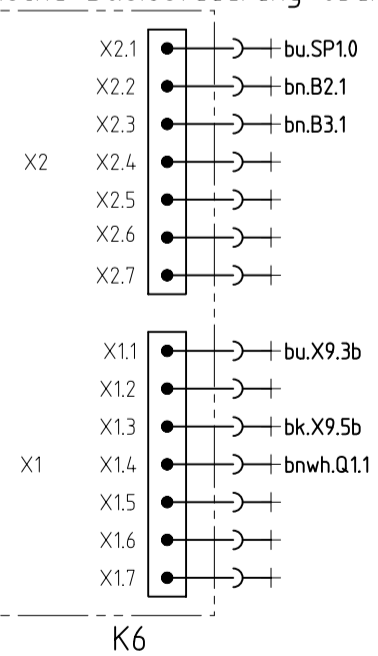 X2.1 bu.SP1.0
X2.2 bn.B2.1
X2.3 bn.B3.1
X2 X2.4
X2.5
X2.6
X2.7
X1.1 bu.X9.3b
X1.2
X1.3 bk.X9.5b
X1 X1.4 bnwh.Q1.1
X1.5
X1.6
X1.7
K6